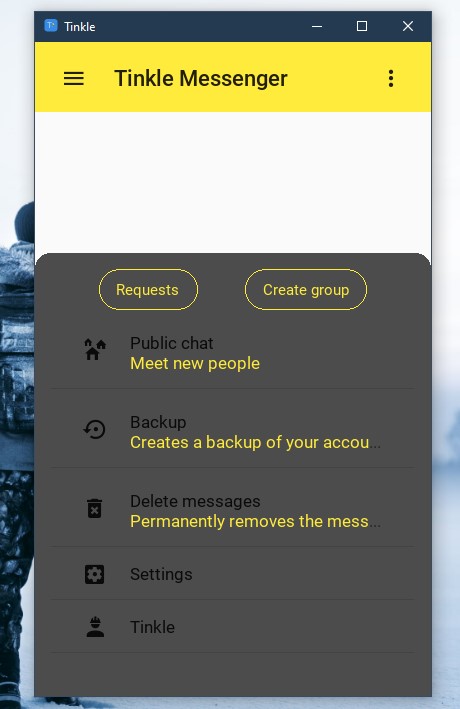 Tinkle
Tinkle Messenger
Requests
Create group
Public chat
Meet new people
Backup
Creates a backup of your accou...
Delete messages
Permanently removes the mess...
Settings
Tinkle